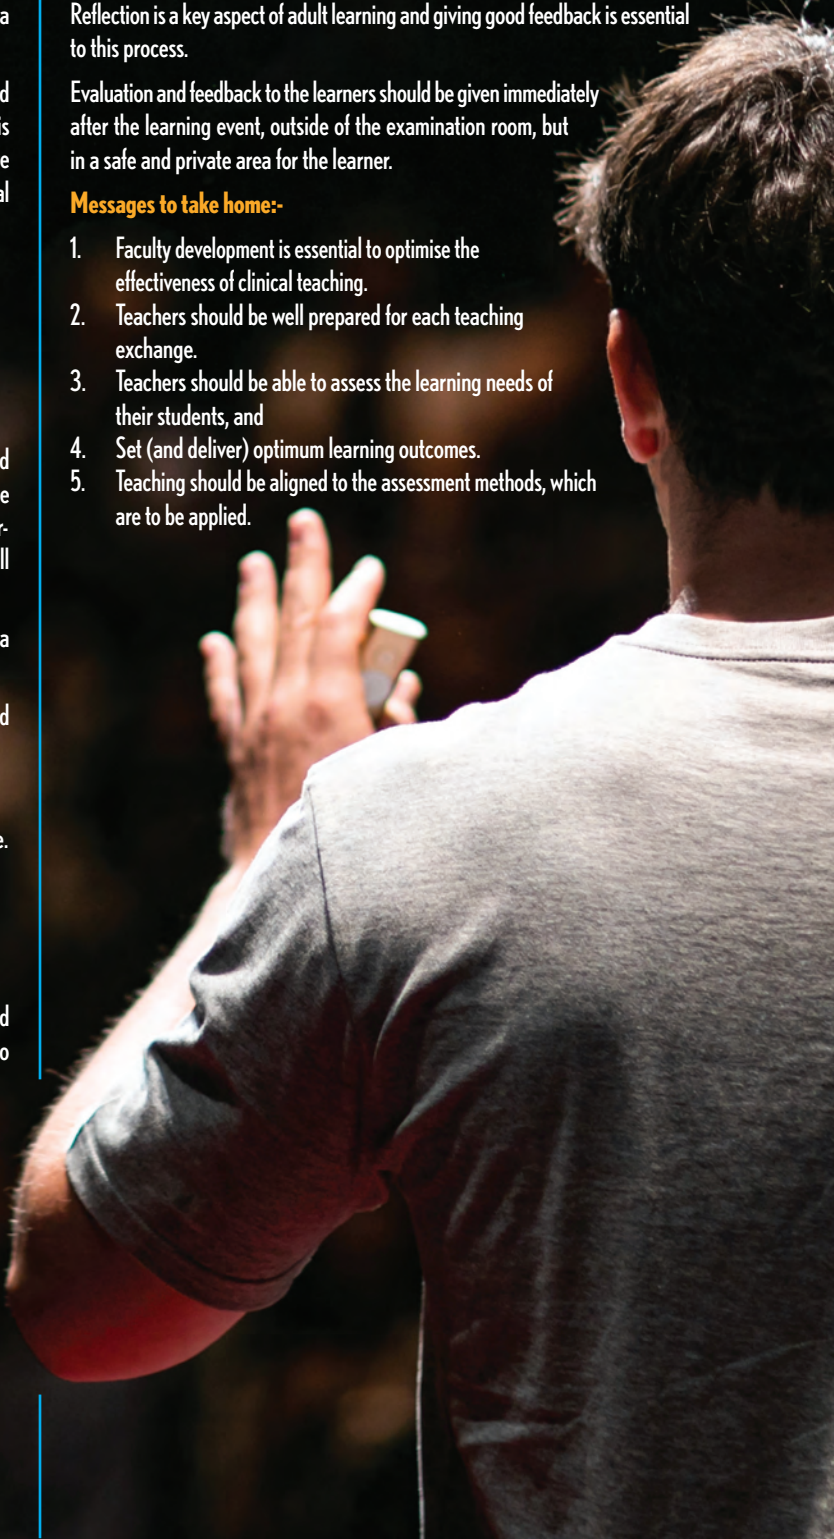 Reflection is a key aspect of adult learning and giving good feedback is essential
to this process.
Evaluation and feedback to the learners should be given immediately
after the learning event, outside of the examination room, but
in a safe and private area for the learner.
Messages to take home:-
1. Faculty development is essential to optimise the
effectiveness of clinical teaching.
2. Teachers should be well prepared for each teaching
exchange.
3. Teachers should be able to assess the learning needs of
their students, and
4. Set (and deliver) optimum learning outcomes.
5. Teaching should be aligned to the assessment methods, which
are to be applied.